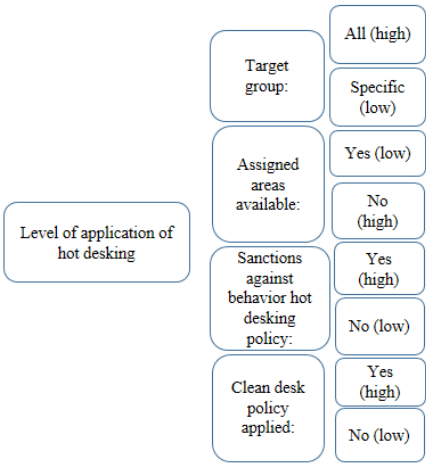 Level of application of
hot desking
Target
group:
All (high)
Specific
(low)
Assigned
areas
available:
Yes (low)
No
(high)
Sanctions
against
behavior hot
desking
policy:
Yes
(high)
No (low)
Clean desk
policy
applied:
Yes
(high)
No (low)